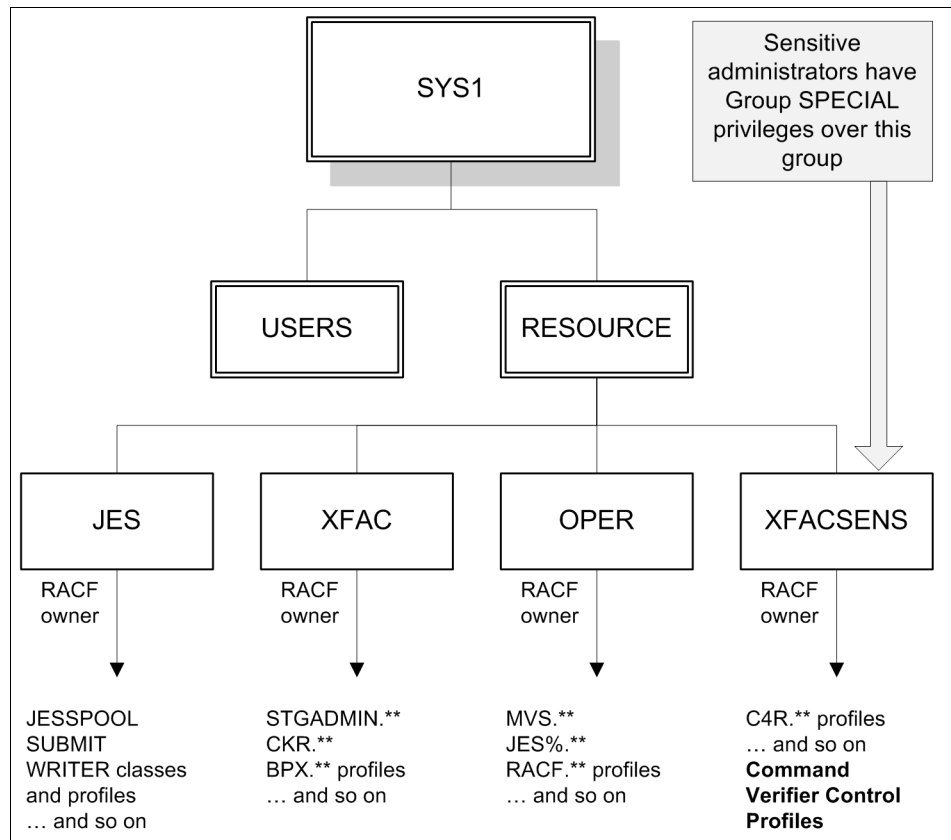 SYS1
Sensitive
administrators have
Group SPECIAL
privileges over this
group
USERS
RESOURCE
JES
XFAC
OPER
XFACSENS
RACF
owner
RACF
owner
RACF
owner
RACF
owner
JESSPOOL
SUBMIT
WRITER classes
and profiles
... and so on
STGADMIN.**
CKR.**
BPX.** profiles
... and so on
MVS.**
JES%.**
RACF.** profiles
... and so on
C4R.** profiles
... and so on
Command
Verifier Control
Profiles